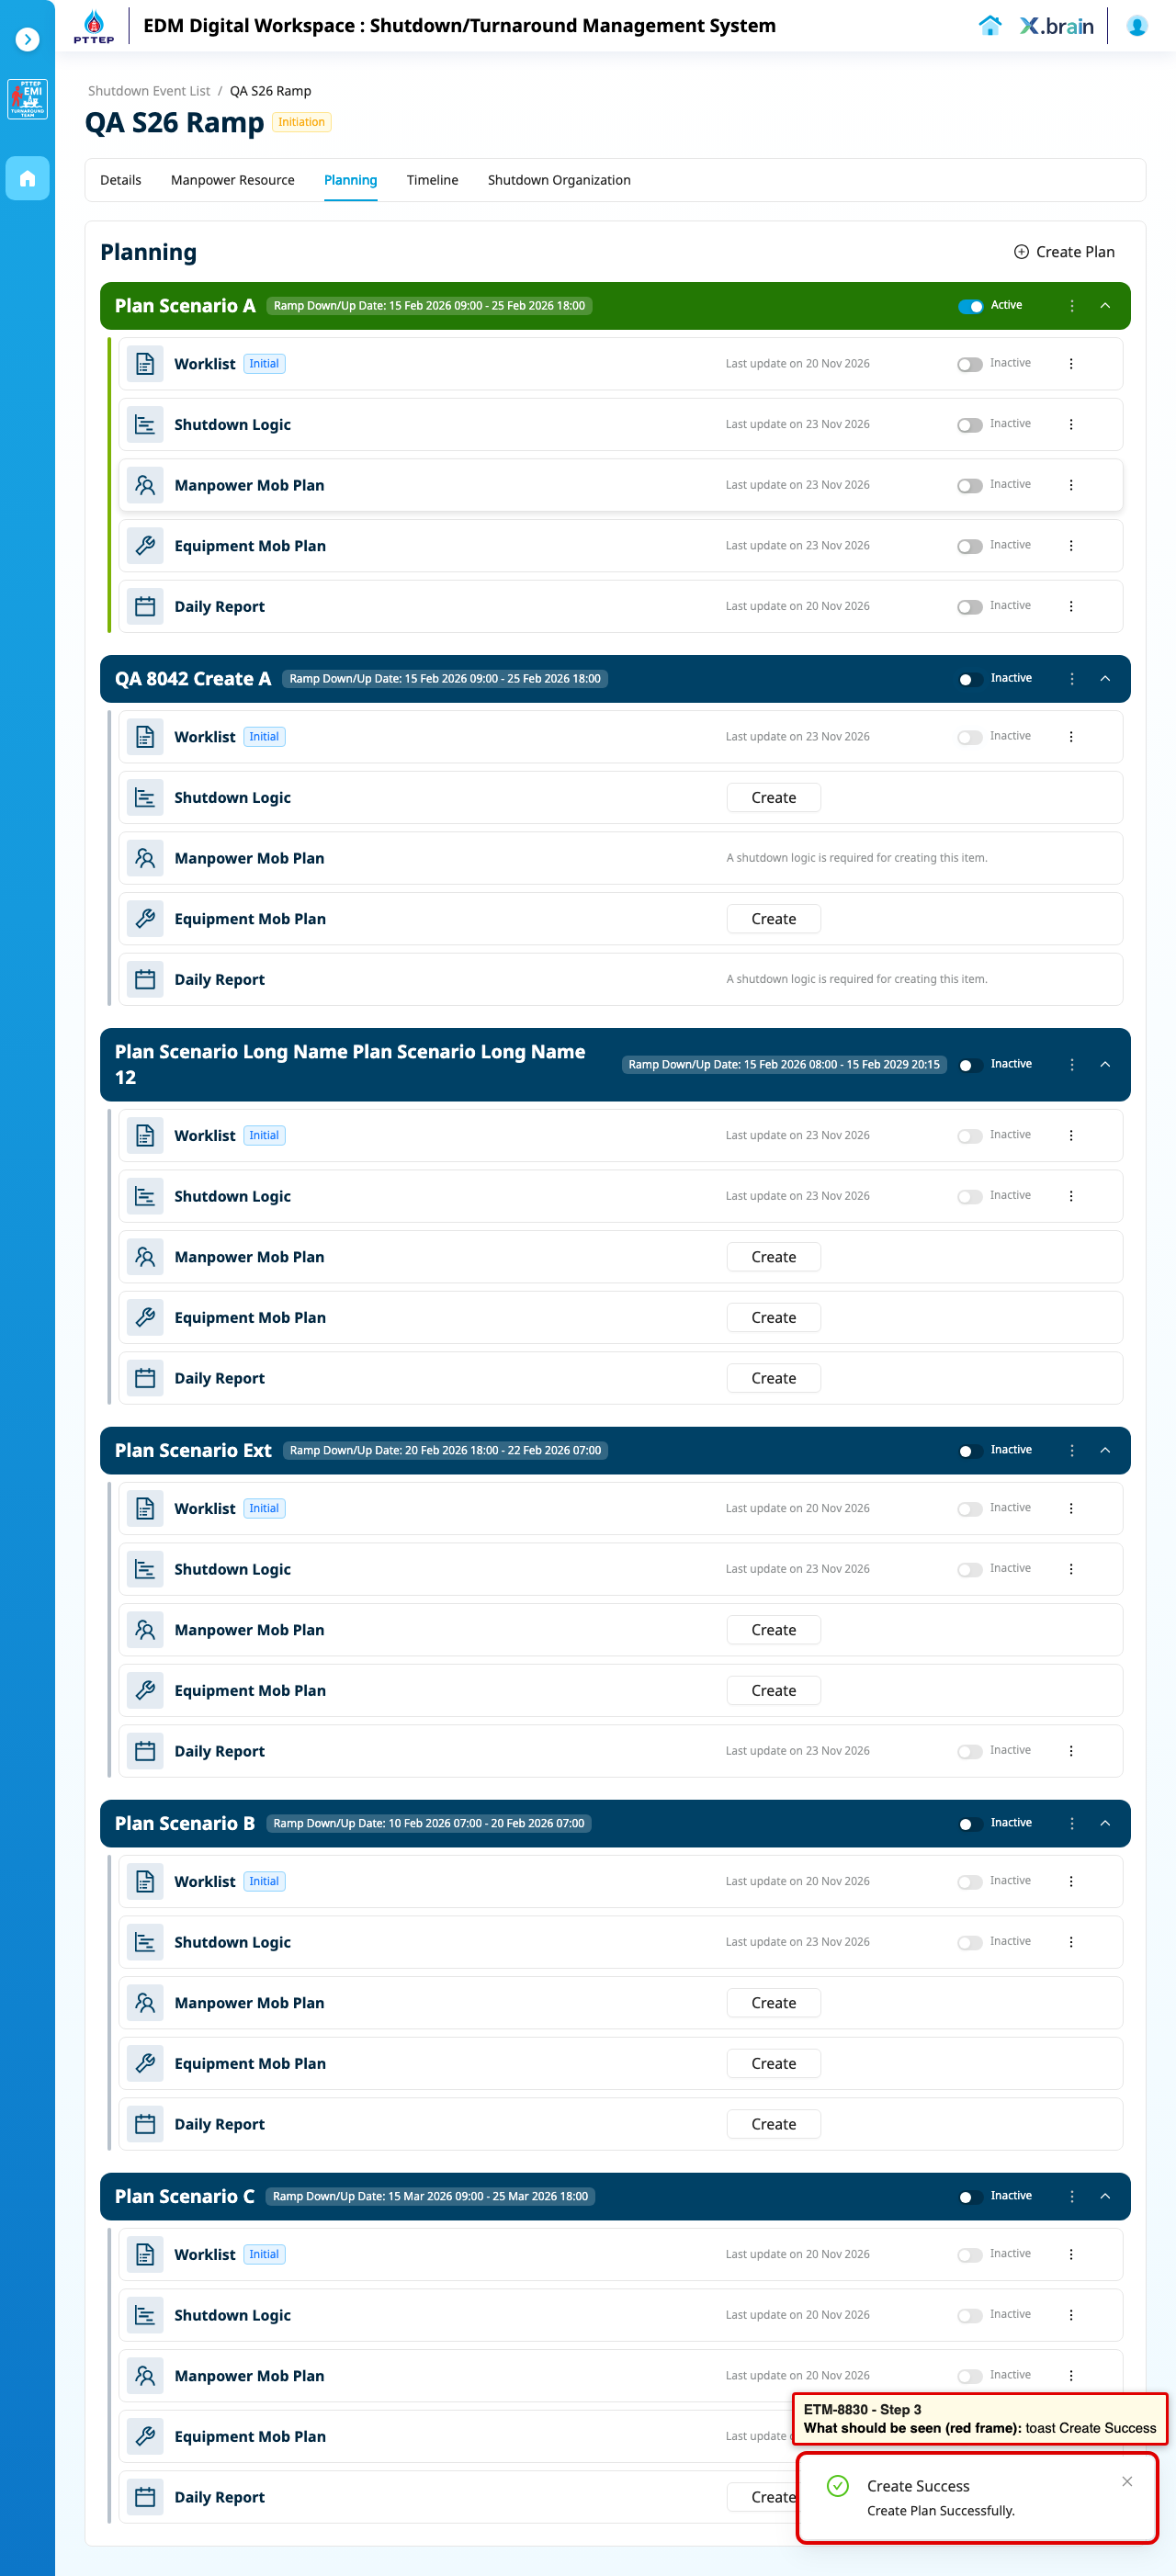 PTTEP
EDM Digital Workspace : Shutdown/Turnaround Management System
X.brain
PTTEP
EMI
TURNAROUND
TEAM
Shutdown Event List / QA S26 Ramp
QA S26 Ramp Initiation
Details Manpower Resource Planning Timeline Shutdown Organization
Planning Create Plan
Plan Scenario A Ramp Down/Up Date: 15 Feb 2026 09:00 - 25 Feb 2026 18:00 Active
Worklist Initial Last update on 20 Nov 2026 Inactive
Shutdown Logic Last update on 23 Nov 2026 Inactive
Manpower Mob Plan Last update on 23 Nov 2026 Inactive
Equipment Mob Plan Last update on 23 Nov 2026 Inactive
Daily Report Last update on 20 Nov 2026 Inactive
QA 8042 Create A Ramp Down/Up Date: 15 Feb 2026 09:00 - 25 Feb 2026 18:00 Inactive
Worklist Initial Last update on 23 Nov 2026 Inactive
Shutdown Logic Create
Manpower Mob Plan A shutdown logic is required for creating this item.
Equipment Mob Plan Create
Daily Report A shutdown logic is required for creating this item.
Plan Scenario Long Name Plan Scenario Long Name
12 Ramp Down/Up Date: 15 Feb 2026 08:00 - 15 Feb 2029 20:15 Inactive
Worklist Initial Last update on 23 Nov 2026 Inactive
Shutdown Logic Last update on 23 Nov 2026 Inactive
Manpower Mob Plan Create
Equipment Mob Plan Create
Daily Report Create
Plan Scenario Ext Ramp Down/Up Date: 20 Feb 2026 18:00 - 22 Feb 2026 07:00 Inactive
Worklist Initial Last update on 20 Nov 2026 Inactive
Shutdown Logic Last update on 23 Nov 2026 Inactive
Manpower Mob Plan Create
Equipment Mob Plan Create
Daily Report Last update on 23 Nov 2026 Inactive
Plan Scenario B Ramp Down/Up Date: 10 Feb 2026 07:00 - 20 Feb 2026 07:00 Inactive
Worklist Initial Last update on 20 Nov 2026 Inactive
Shutdown Logic Last update on 20 Nov 2026 Inactive
Manpower Mob Plan Create
Equipment Mob Plan Create
Daily Report Create
Plan Scenario C Ramp Down/Up Date: 15 Mar 2026 09:00 - 25 Mar 2026 18:00 Inactive
Worklist Initial Last update on 20 Nov 2026 Inactive
Shutdown Logic Last update on 20 Nov 2026 Inactive
Manpower Mob Plan Last update on 20 Nov 2026 Inactive
Equipment Mob Plan Last update
Daily Report Create
ETM-8830 - Step 3
What should be seen (red frame): toast Create Success
Create Success
Create Plan Successfully.